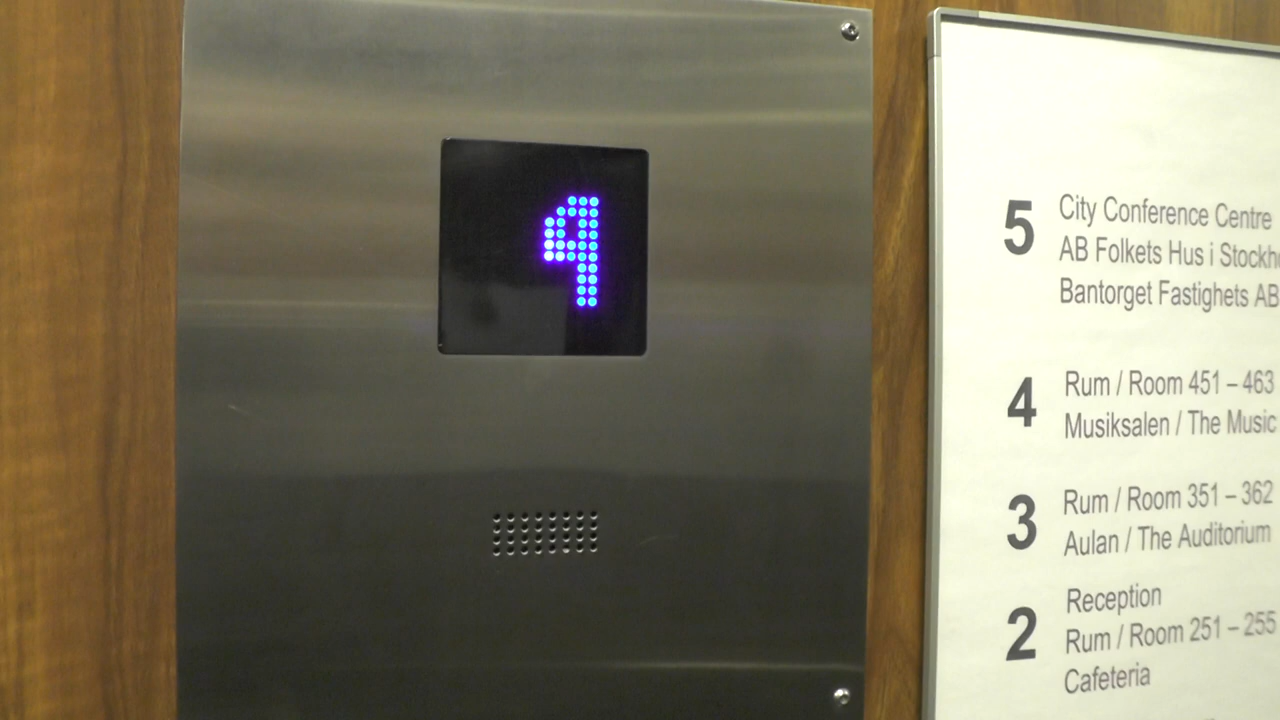 4
5
City Conference Centre
AB Folkets Hus i Stockh
Bantorget Fastighets AB
4
Rum / Room 451 – 463
Musiksalen / The Music
3
Rum / Room 351 – 362
Aulan / The Auditorium
2
Reception
Rum / Room 251 – 255
Cafeteria